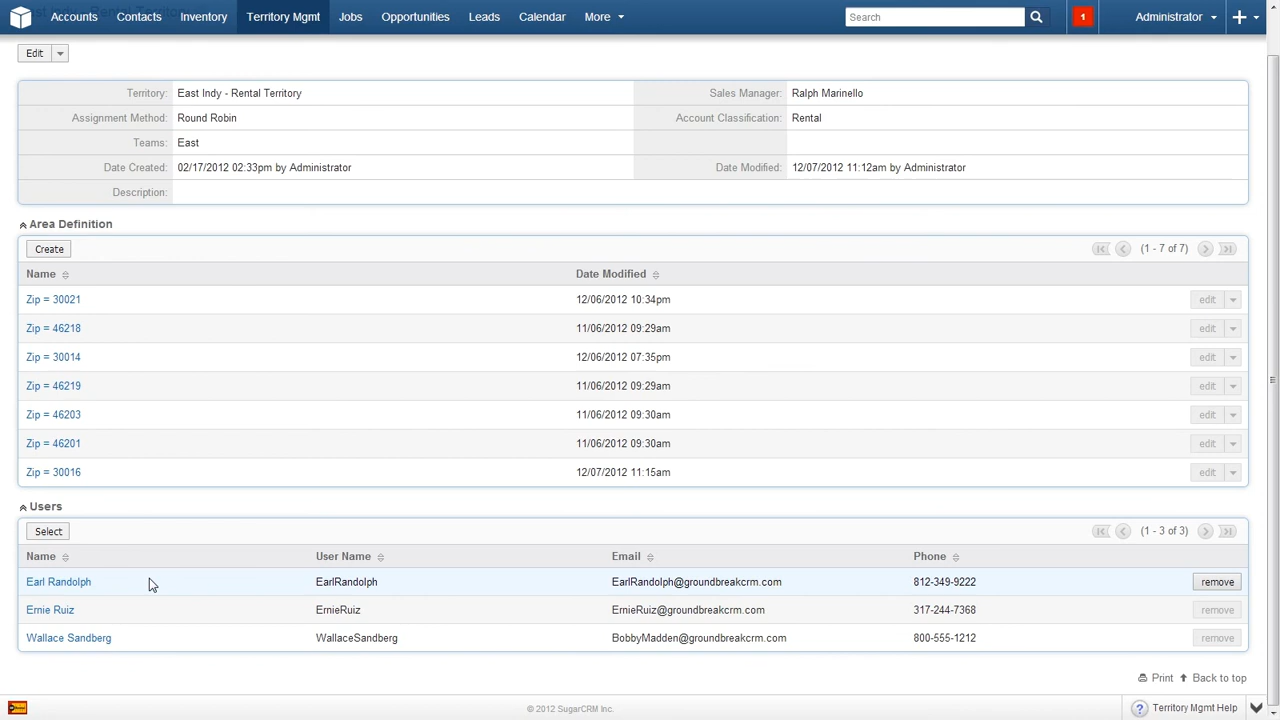 Accounts Contacts Inventory Territory Mgmt Jobs Opportunities Leads Calendar More Search 1 Administrator
Edit
Territory: East Indy - Rental Territory Sales Manager: Ralph Marinello
Assignment Method: Round Robin Account Classification: Rental
Teams: East
Date Created: 02/17/2012 02:33pm by Administrator Date Modified: 12/07/2012 11:12am by Administrator
Description:
Area Definition
Create (1 - 7 of 7)
Name Date Modified
Zip = 30021 12/06/2012 10:34pm edit
Zip = 46218 11/06/2012 09:29am edit
Zip = 30014 12/06/2012 07:35pm edit
Zip = 46219 11/06/2012 09:29am edit
Zip = 46203 11/06/2012 09:30am edit
Zip = 46201 11/06/2012 09:30am edit
Zip = 30016 12/07/2012 11:15am edit
Users
Select (1 - 3 of 3)
Name User Name Email Phone
Earl Randolph EarlRandolph EarlRandolph@groundbreakcrm.com 812-349-9222 remove
Ernie Ruiz ErnieRuiz ErnieRuiz@groundbreakcrm.com 317-244-7368 remove
Wallace Sandberg WallaceSandberg BobbyMadden@groundbreakcrm.com 800-555-1212 remove
Print Back to top
© 2012 SugarCRM Inc. ? Territory Mgmt Help